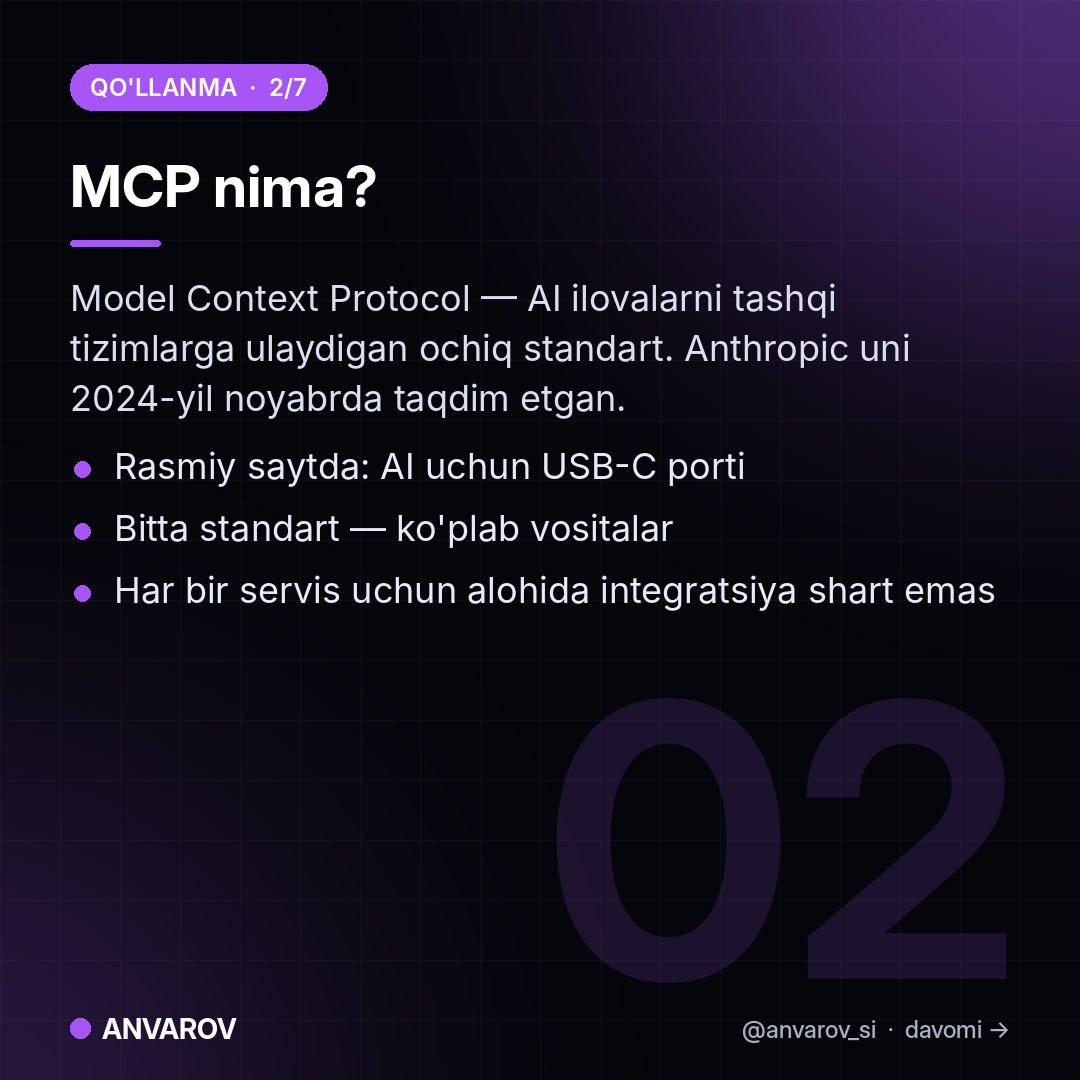 QO'LLANMA · 2/7
MCP nima?
Model Context Protocol — AI ilovalarni tashqi
tizimlarga ulaydigan ochiq standart. Anthropic uni
2024-yil noyabrda taqdim etgan.
Rasmiy saytda: AI uchun USB-C porti
Bitta standart — ko'plab vositalar
Har bir servis uchun alohida integratsiya shart emas
02
ANVAROV
@anvarov_si · davomi →